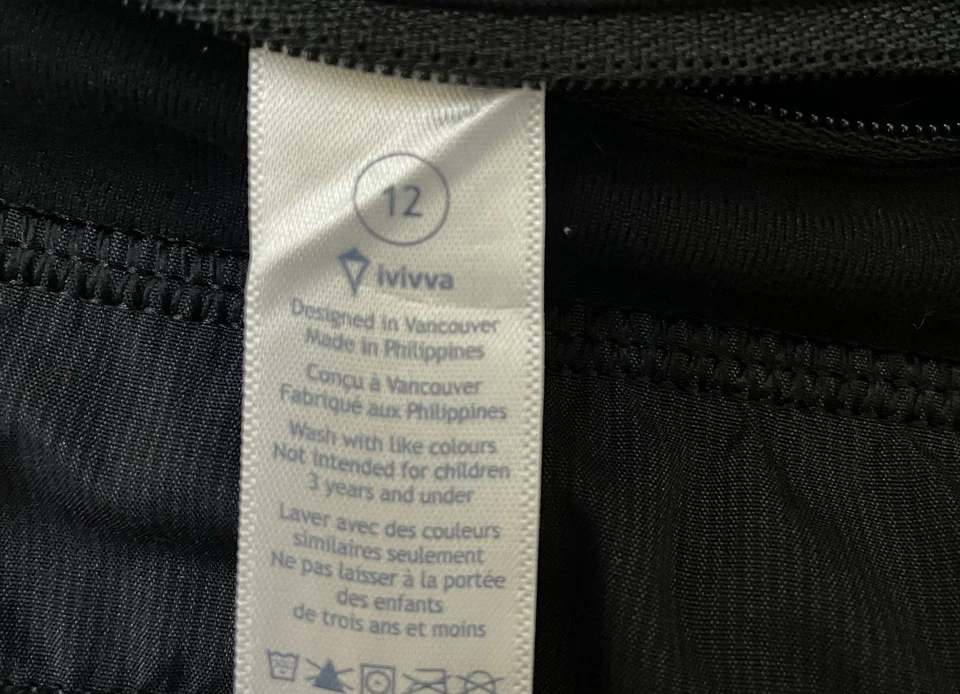 12
ivivva
Designed in Vancouver
Made in Philippines
Conçu à Vancouver
Fabriqué aux Philippines
Wash with like colours
Not intended for children
3 years and under
Laver avec des couleurs
similaires seulement
Ne pas laisser à la portée
des enfants
de trois ans et moins